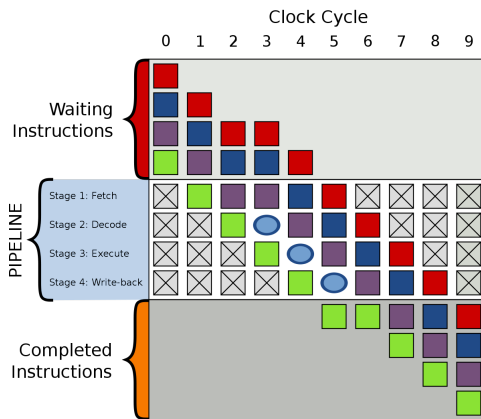 Clock Cycle
0 1 2 3 4 5 6 7 8 9
Waiting
Instructions
PIPELINE
Stage 1: Fetch
Stage 2: Decode
Stage 3: Execute
Stage 4: Write-back
Completed
Instructions